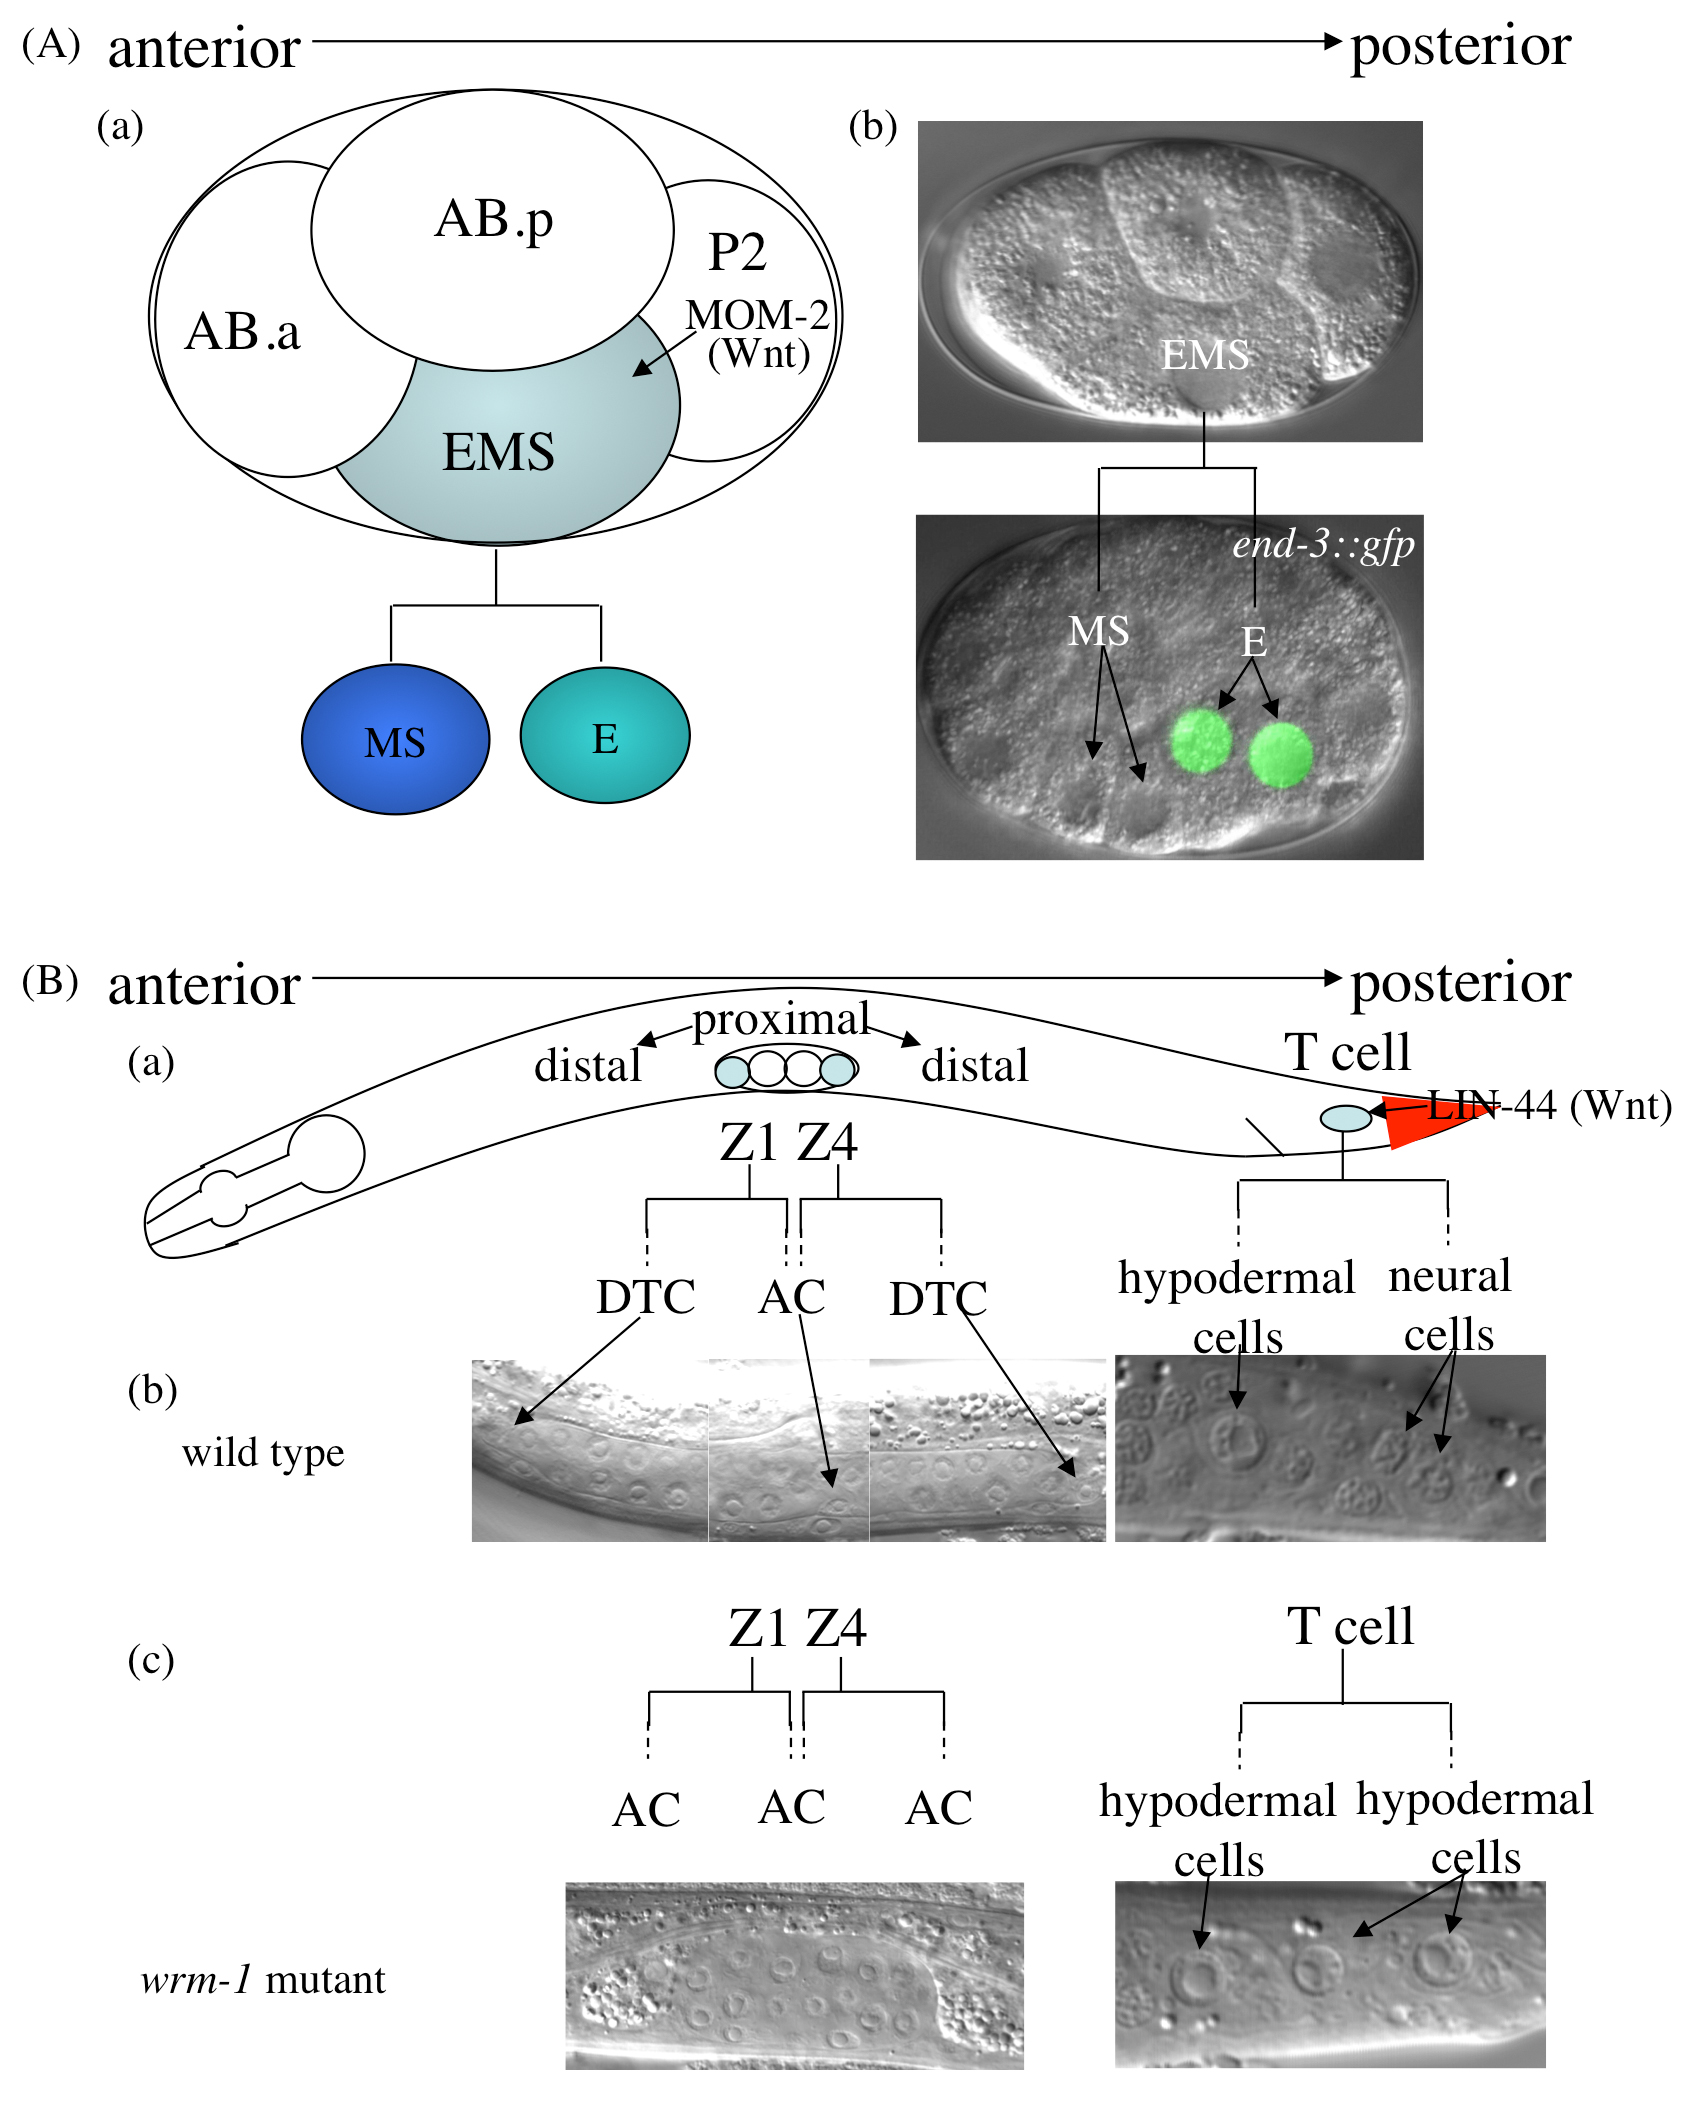 (A) anterior posterior
(a) (b)
AB.p
P2
MOM-2
(Wnt)
AB.a
EMS
EMS
MS E
end-3::gfp
MS E
(B) anterior posterior
(a)
proximal
distal distal
T cell
LIN-44 (Wnt)
Z1 Z4
DTC AC DTC
hypodermal
cells
neural
cells
(b)
wild type
(c)
Z1 Z4
T cell
AC AC AC
hypodermal
cells
hypodermal
cells
wrm-1 mutant